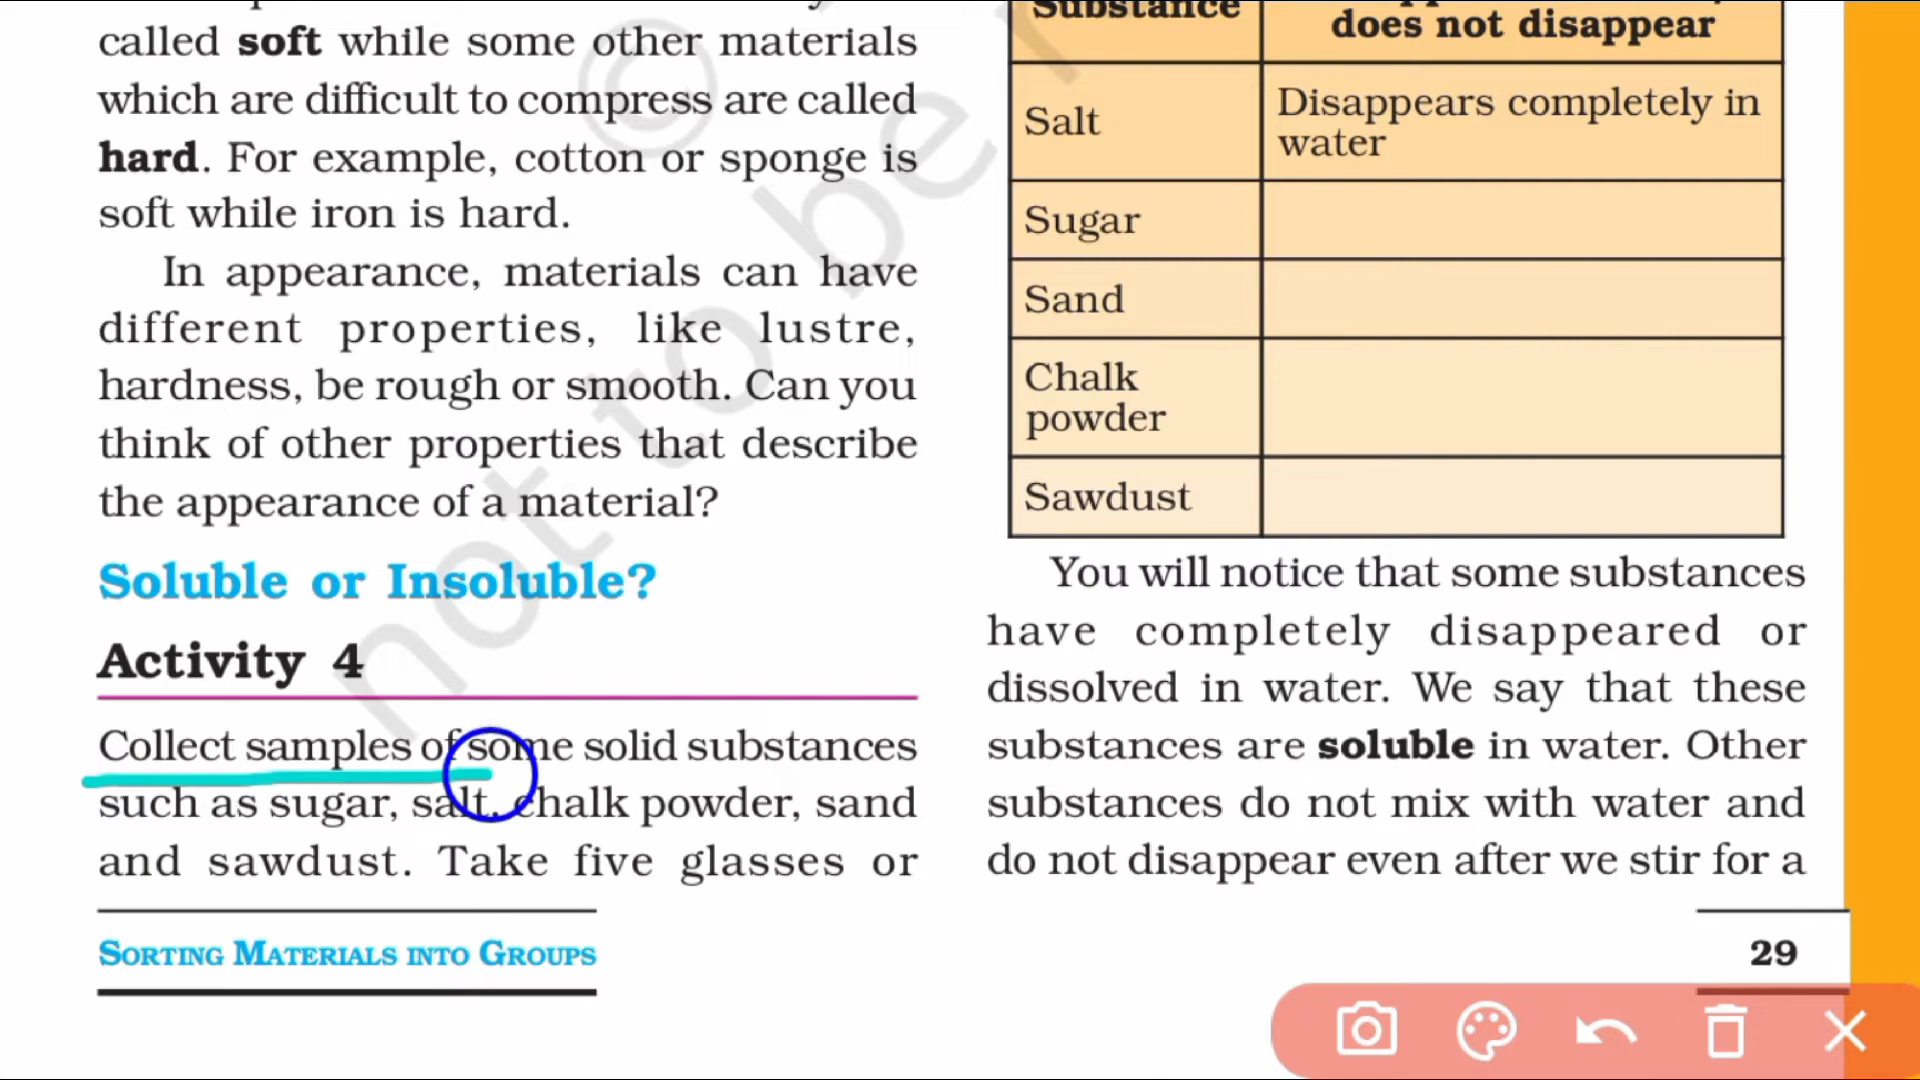 called soft while some other materials
which are difficult to compress are called
hard. For example, cotton or sponge is
soft while iron is hard.
In appearance, materials can have
different properties, like lustre,
hardness, be rough or smooth. Can you
think of other properties that describe
the appearance of a material?
Soluble or Insoluble?
Activity 4
Collect samples of some solid substances
such as sugar, salt, chalk powder, sand
and sawdust. Take five glasses or
SORTING MATERIALS INTO GROUPS
Substance
does not disappear
Salt
Disappears completely in
water
Sugar
Sand
Chalk
powder
Sawdust
You will notice that some substances
have completely disappeared or
dissolved in water. We say that these
substances are soluble in water. Other
substances do not mix with water and
do not disappear even after we stir for a
29
© not to be r